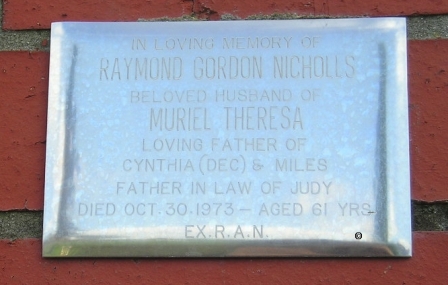 IN LOVING MEMORY OF
RAYMOND GORDON NICHOLLS
BELOVED HUSBAND OF
MURIEL THERESA
LOVING FATHER OF
CYNTHIA (DEC) & MILES
FATHER IN LAW OF JUDY
DIED OCT. 30. 1973 — AGED 61 YRS
EX. R.A.N.